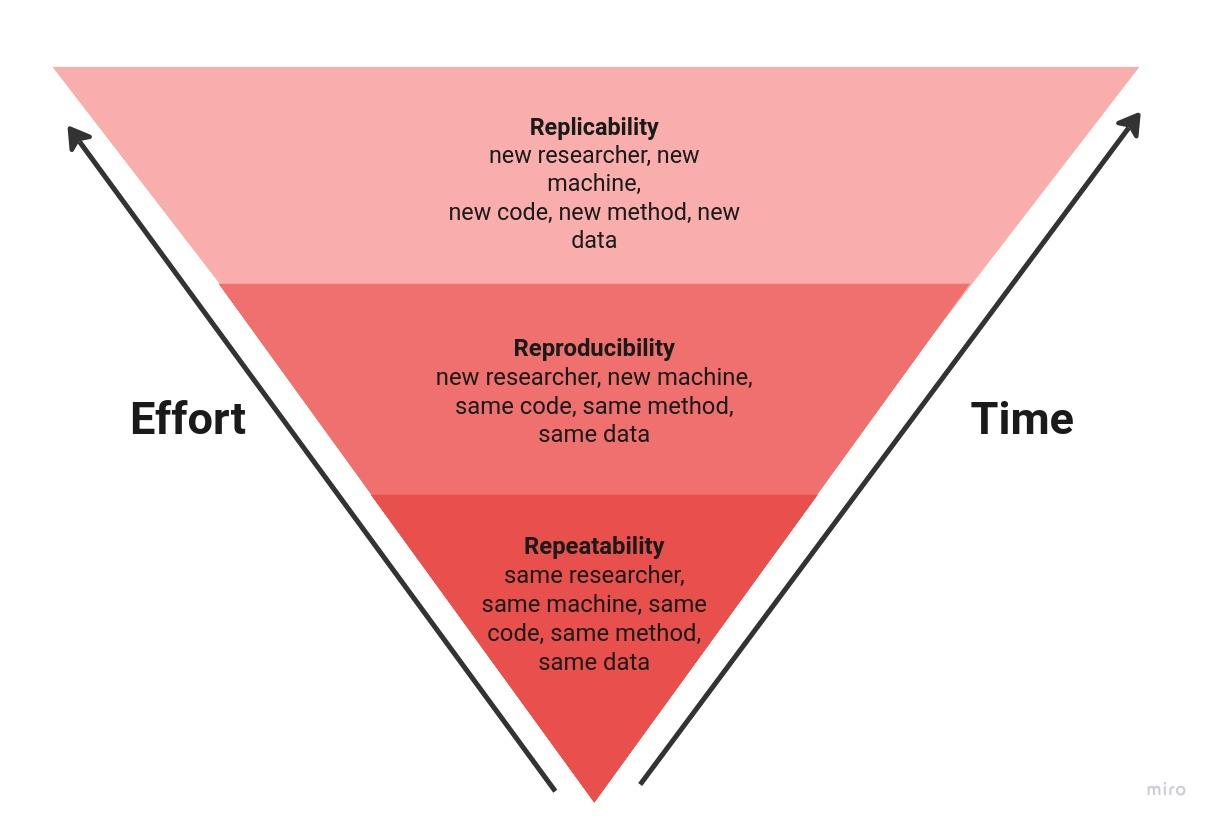 Replicability
new researcher, new
machine,
new code, new method, new
data
Reproducibility
new researcher, new machine,
same code, same method,
same data
Effort
Time
Repeatability
same researcher,
same machine, same
code, same method,
same data
miro